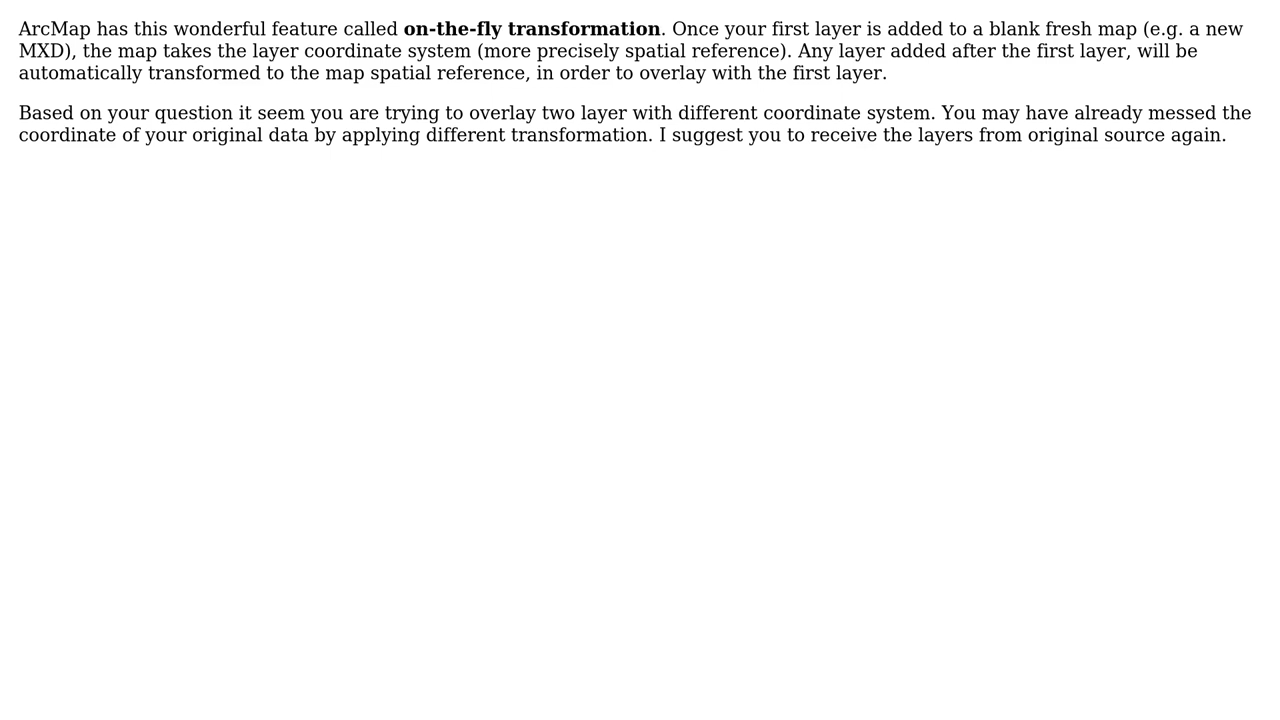 ArcMap has this wonderful feature called on-the-fly transformation. Once your first layer is added to a blank fresh map (e.g. a new
MXD), the map takes the layer coordinate system (more precisely spatial reference). Any layer added after the first layer, will be
automatically transformed to the map spatial reference, in order to overlay with the first layer.
Based on your question it seem you are trying to overlay two layer with different coordinate system. You may have already messed the
coordinate of your original data by applying different transformation. I suggest you to receive the layers from original source again.